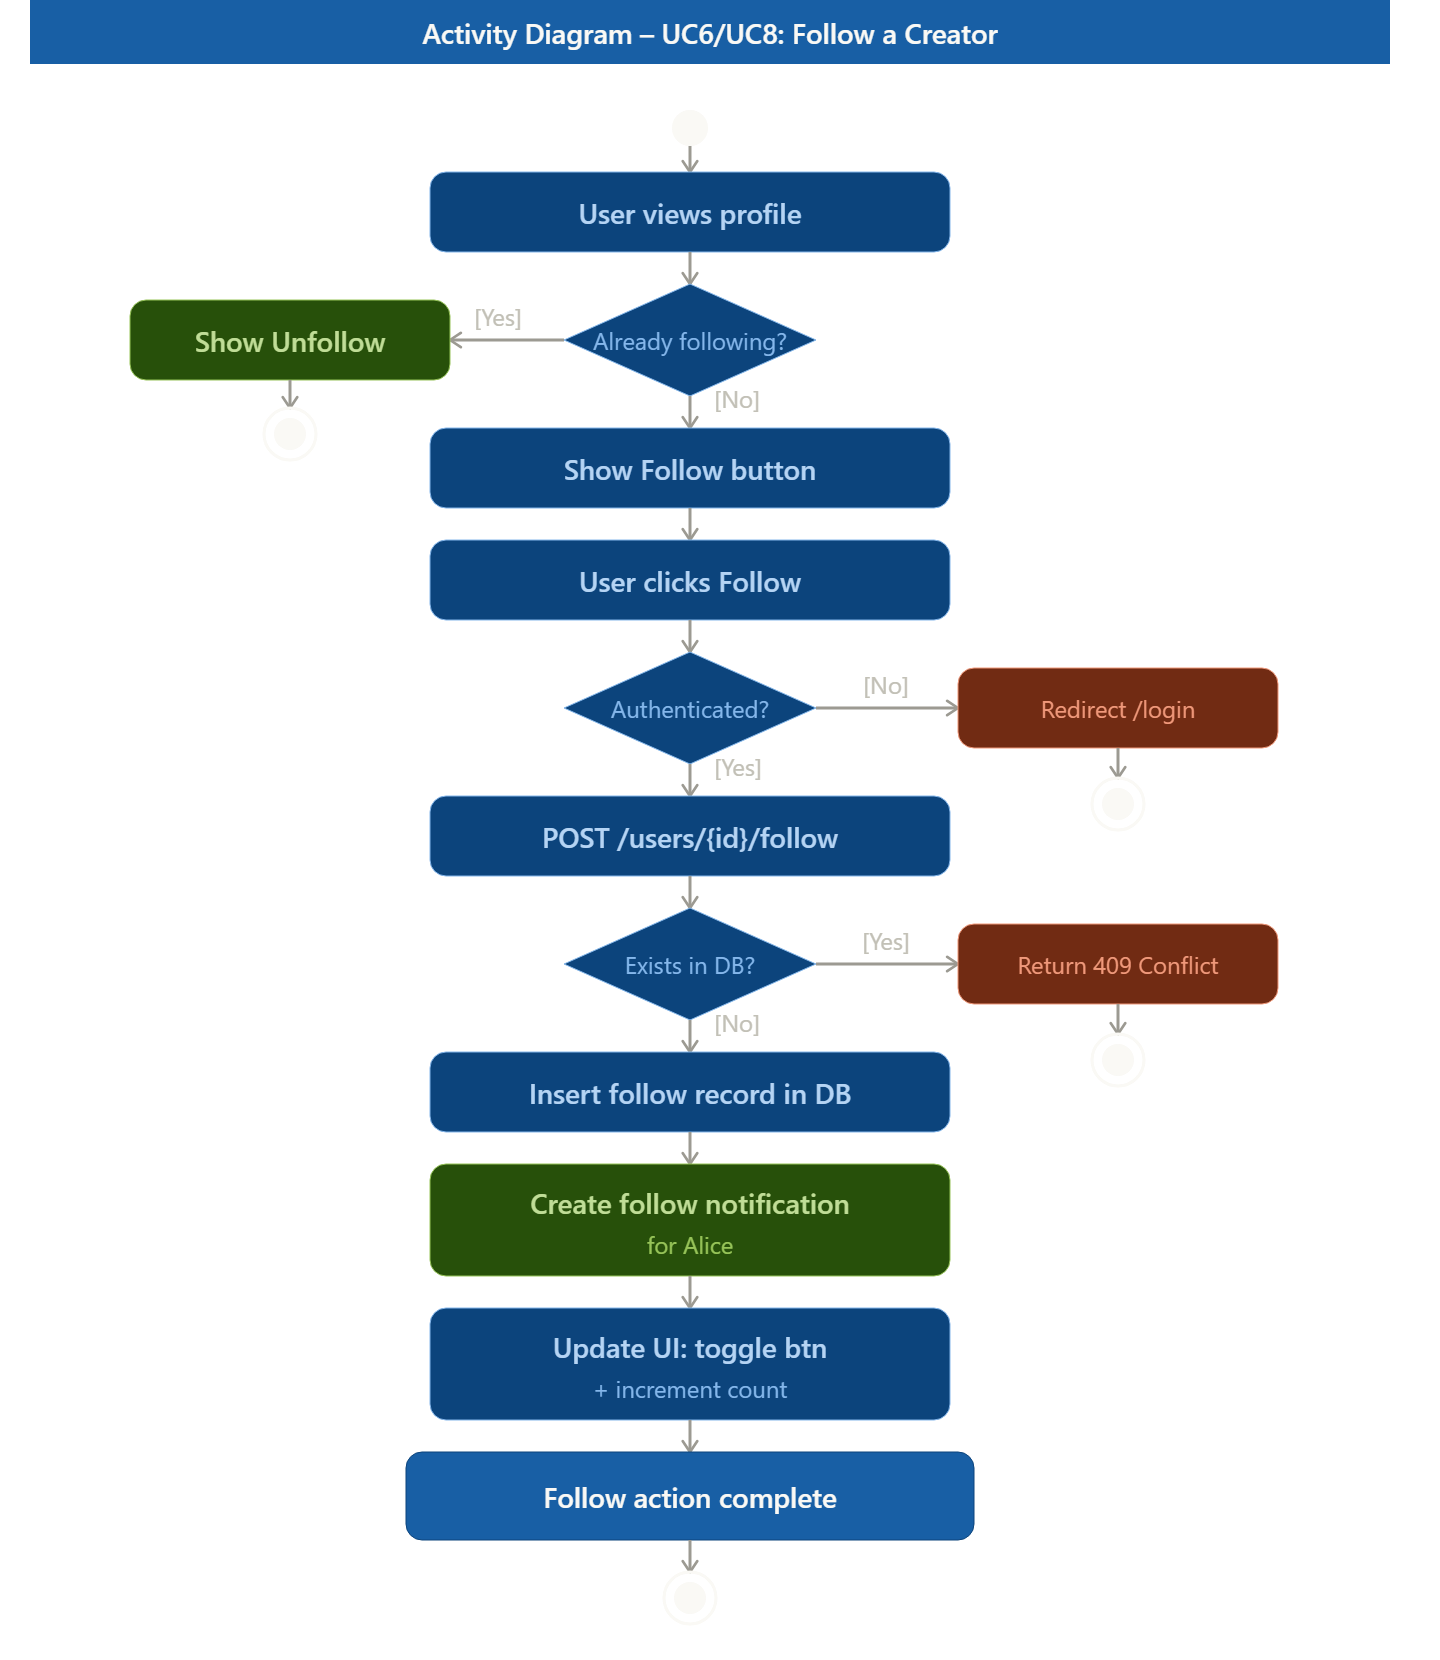 Activity Diagram – UC6/UC8: Follow a Creator
User views profile
Already following?
[Yes]
Show Unfollow
[No]
Show Follow button
User clicks Follow
Authenticated?
[No]
Redirect /login
[Yes]
POST /users/{id}/follow
Exists in DB?
[Yes]
Return 409 Conflict
[No]
Insert follow record in DB
Create follow notification
for Alice
Update UI: toggle btn
+ increment count
Follow action complete